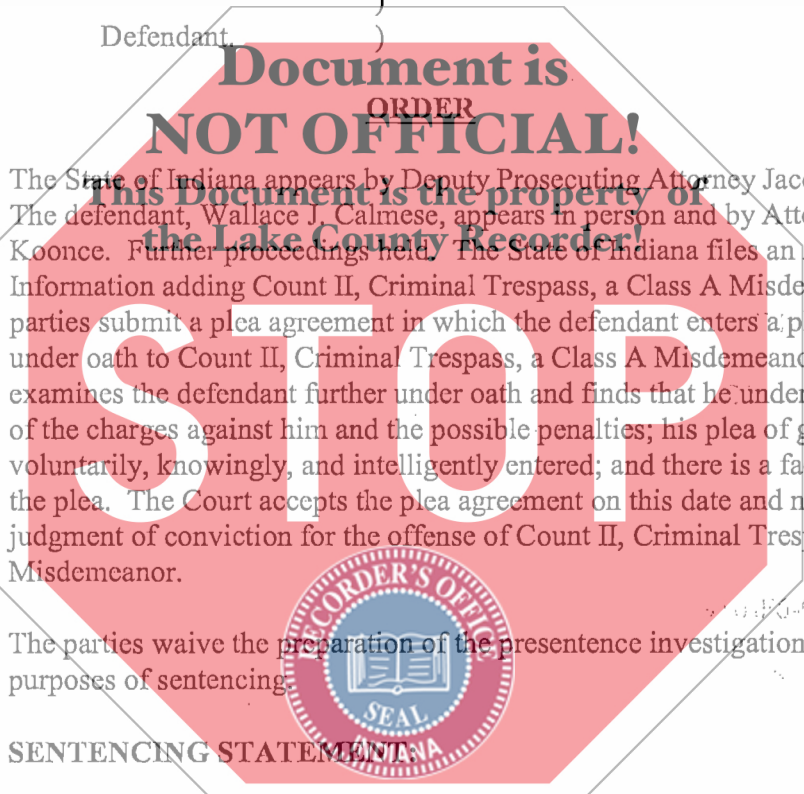 Defendant. )
Document is
ORDER
NOT OFFICIAL!
The State of Indiana appears by Deputy Prosecuting Attorney Jac
This Document is the property of
The defendant, Wallace J. Calmese, appears in person and by Att
the Lake County Recorder!
Koonce. Further proceedings held. The State of Indiana files an
Information adding Count II, Criminal Trespass, a Class A Misde
parties submit a plea agreement in which the defendant enters a p
under oath to Count II, Criminal Trespass, a Class A Misdemeano
examines the defendant further under oath and finds that he under
of the charges against him and the possible penalties; his plea of g
voluntarily, knowingly, and intelligently entered; and there is a fa
the plea. The Court accepts the plea agreement on this date and m
judgment of conviction for the offense of Count II, Criminal Tresp
Misdemeanor.
STOP
The parties waive the preparation of the presentence investigation
purposes of sentencing.
RECORDER'S OFFICE
SEAL
INDIANA
SENTENCING STATEMENT: